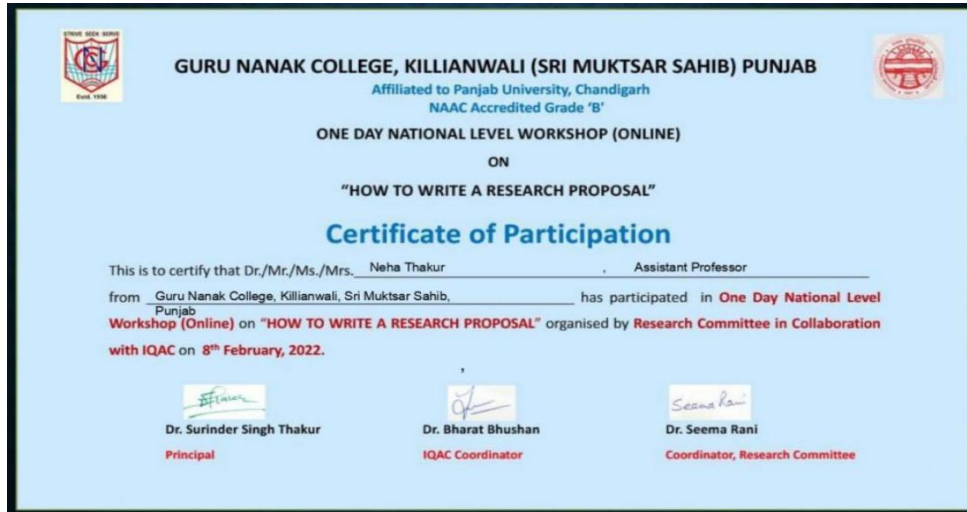 STRIVE SEEK SERVE
Estd. 1956
GURU NANAK COLLEGE, KILLIANWALI (SRI MUKTSAR SAHIB) PUNJAB
Affiliated to Panjab University, Chandigarh
NAAC Accredited Grade ‘B’
ONE DAY NATIONAL LEVEL WORKSHOP (ONLINE)
ON
“HOW TO WRITE A RESEARCH PROPOSAL”
Certificate of Participation
This is to certify that Dr./Mr./Ms./Mrs. Neha Thakur , Assistant Professor
from Guru Nanak College, Killianwali, Sri Muktsar Sahib, has participated in One Day National Level
Punjab
Workshop (Online) on “HOW TO WRITE A RESEARCH PROPOSAL” organised by Research Committee in Collaboration
with IQAC on 8th February, 2022.
,
Seema Rani
Dr. Surinder Singh Thakur Dr. Bharat Bhushan Dr. Seema Rani
Principal IQAC Coordinator Coordinator, Research Committee